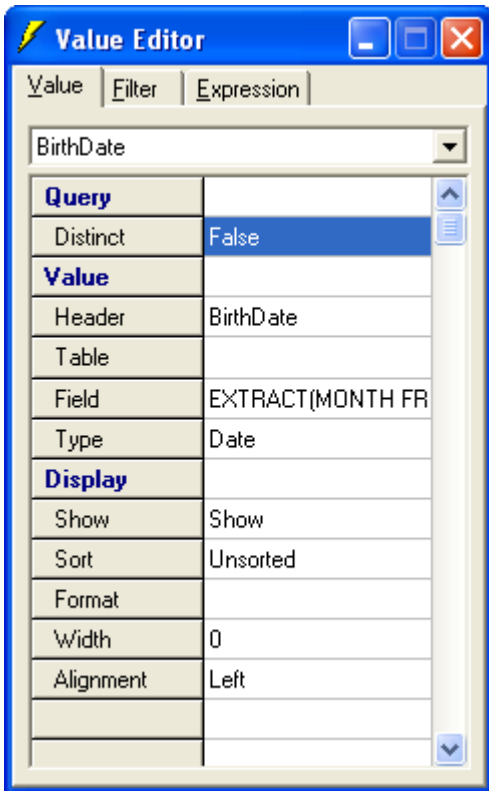 Value Editor
Value Filter Expression
BirthDate
Query
Distinct False
Value
Header BirthDate
Table
Field EXTRACT(MONTH FR
Type Date
Display
Show Show
Sort Unsorted
Format
Width 0
Alignment Left